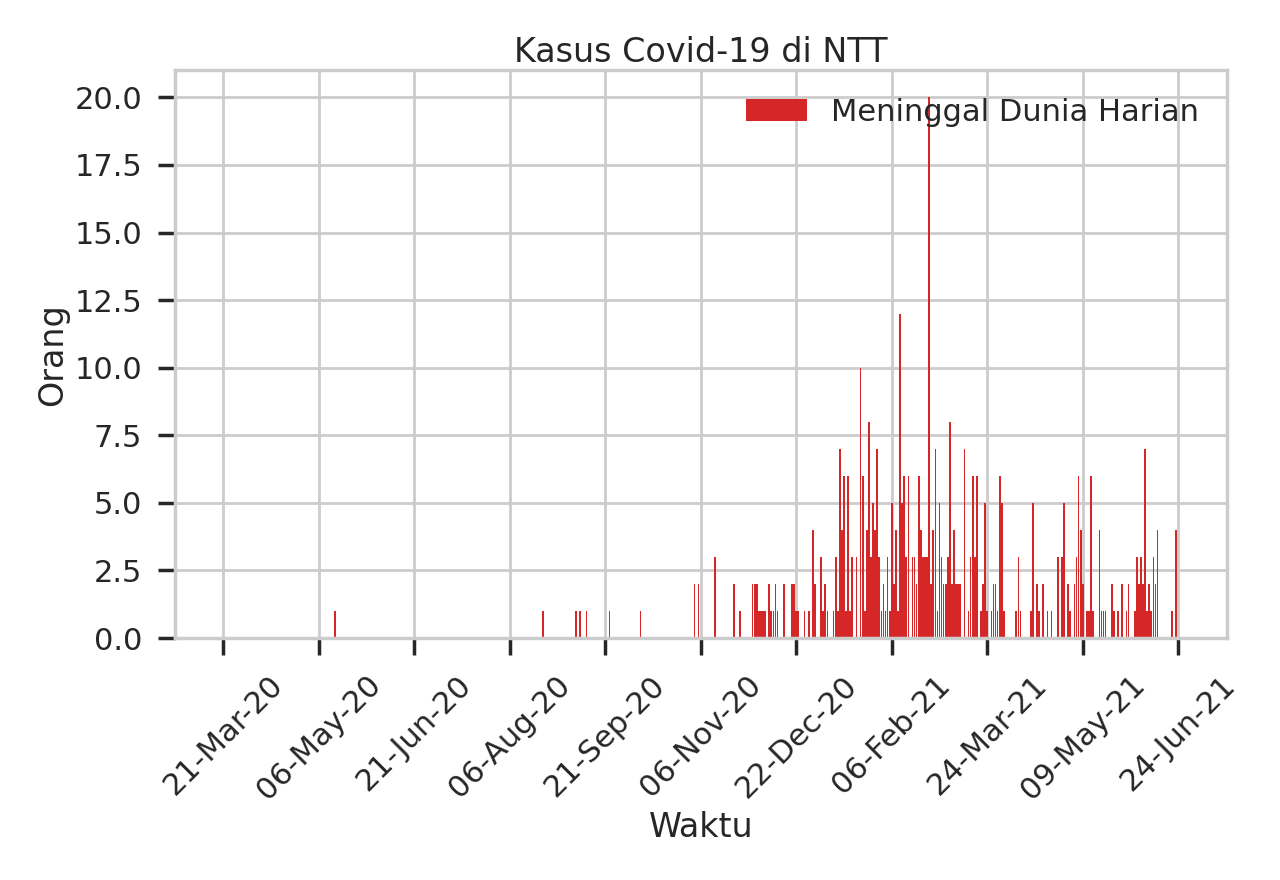 Kasus Covid-19 di NTT
Meninggal Dunia Harian
Orang
20.0
17.5
15.0
12.5
10.0
7.5
5.0
2.5
0.0
21-Mar-20
06-May-20
21-Jun-20
06-Aug-20
21-Sep-20
06-Nov-20
22-Dec-20
06-Feb-21
24-Mar-21
09-May-21
24-Jun-21
Waktu